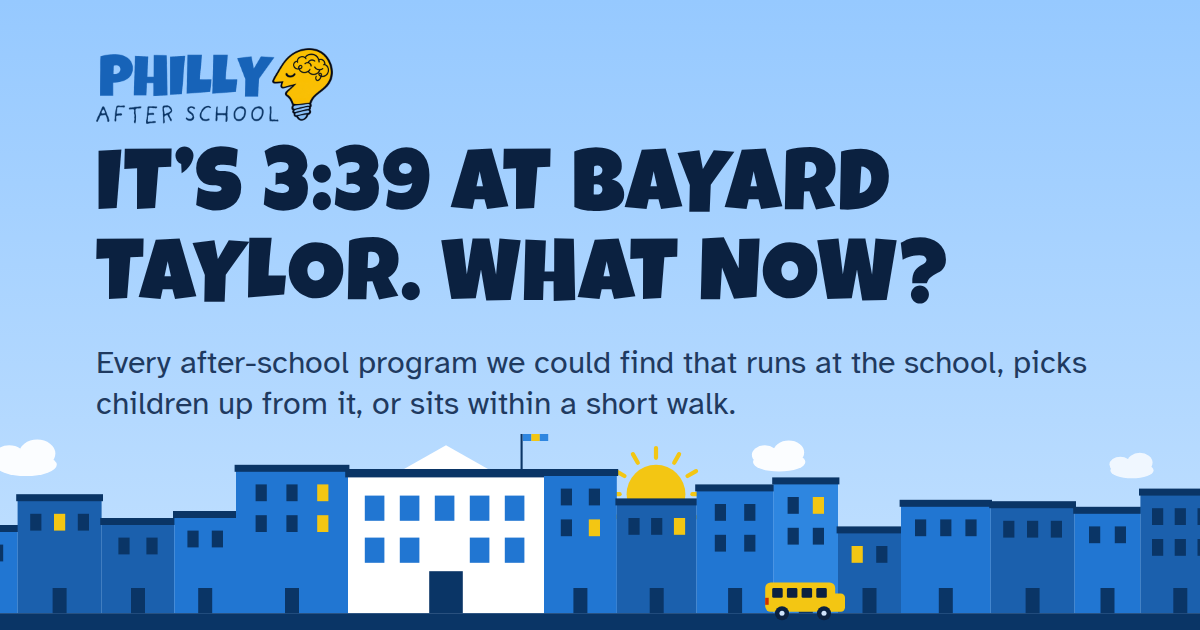 PHILLY
AFTER SCHOOL
IT’S 3:39 AT BAYARD
TAYLOR. WHAT NOW?
Every after-school program we could find that runs at the school, picks
children up from it, or sits within a short walk.